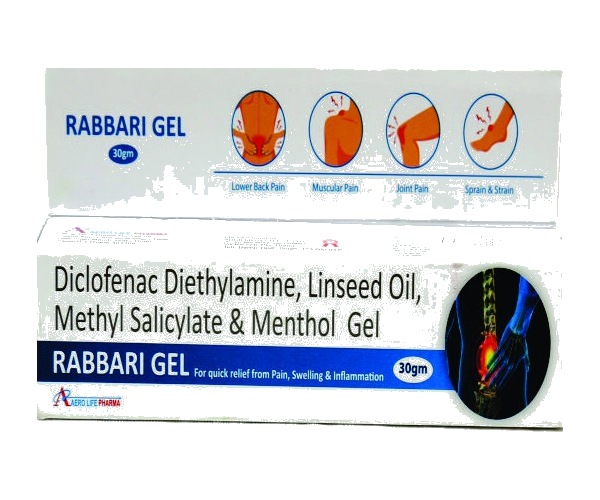 RABBARI GEL
30gm
Lower Back Pain
Muscular Pain
Joint Pain
Sprain & Strain
Diclofenac Diethylamine, Linseed Oil,
Methyl Salicylate & Menthol Gel
RABBARI GEL For quick relief from Pain, Swelling & Inflammation 30gm
AERO LIFE PHARMA